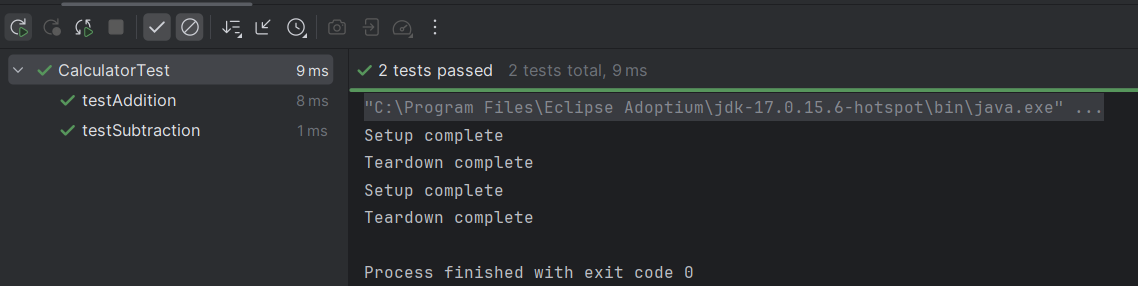 CalculatorTest 9 ms
testAddition 8 ms
testSubtraction 1 ms
2 tests passed 2 tests total, 9 ms
"C:\Program Files\Eclipse Adoptium\jdk-17.0.15.6-hotspot\bin\java.exe" ...
Setup complete
Teardown complete
Setup complete
Teardown complete
Process finished with exit code 0